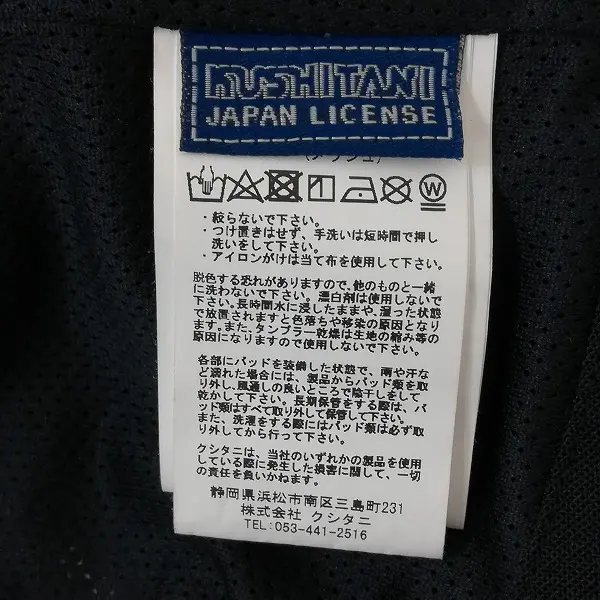 KUSHITANI
JAPAN LICENSE
(メッシュ)
W
・絞らないで下さい。
・つけ置きはせず、手洗いは短時間で押し
洗いをして下さい。
・アイロンがけは当て布を使用して下さい。
脱色する恐れがありますので、他のものと一緒
に洗わないで下さい。漂白剤は使用しないで
下さい。長時間水に浸したままや、湿った状態
で放置されますと色落ちや移染の原因となり
ます。また、タンブラー乾燥は生地の縮み等の
原因になりますので使用しないで下さい。
各部にパッドを装備した状態で、雨や汗な
ど濡れた場合には、製品からパッド類を取
り外し、風通しの良いところで陰干しをして
乾かして下さい。長期保管をする際は、パ
ッド類はすべて取り外して保管して下さい。
また、洗濯をする際にはパッド類は必ず取
り外してから行って下さい。
クシタニは、当社のいずれかの製品を使用
している際に発生した損害に関して、一切
の責任を負いかねます。
静岡県浜松市南区三島町231
株式会社 クシタニ
TEL: 053-441-2516